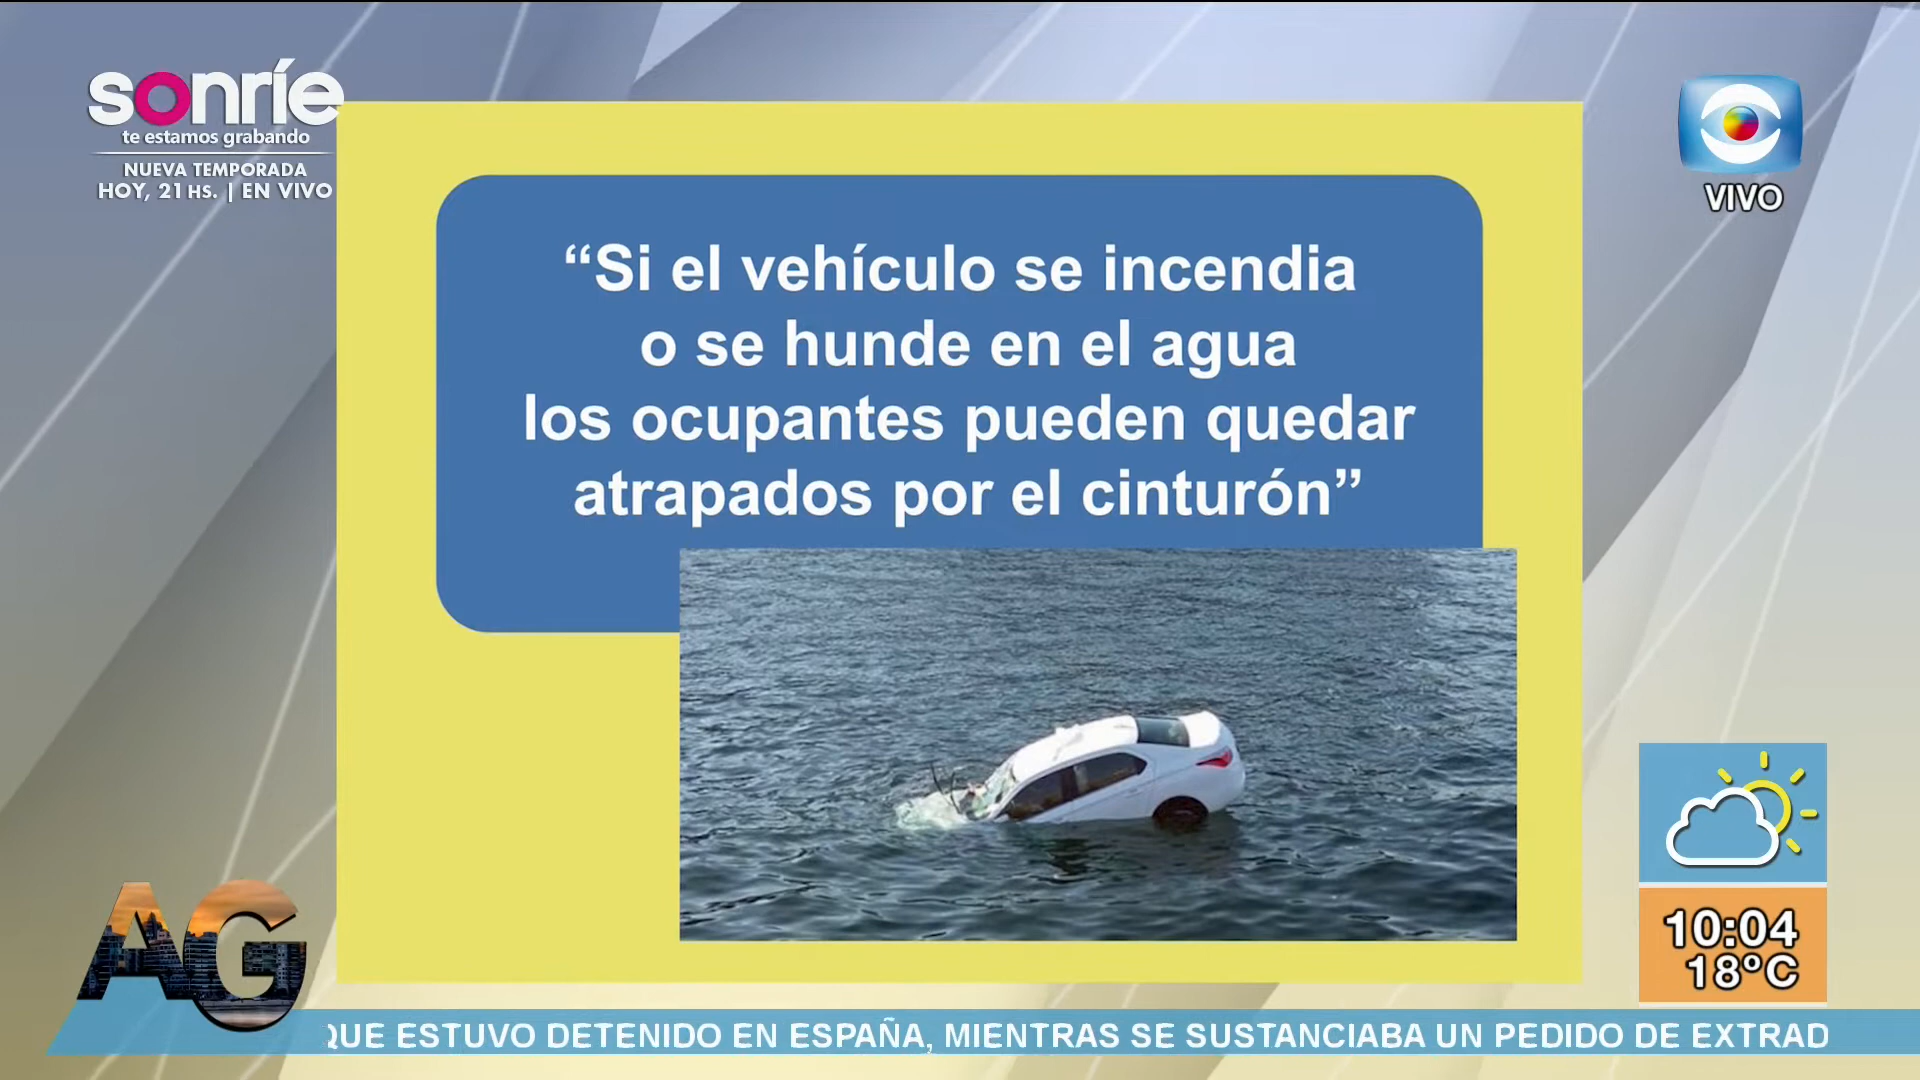 sonríe
te estamos grabando
NUEVA TEMPORADA
HOY, 21 HS. | EN VIVO
VIVO
“Si el vehículo se incendia
o se hunde en el agua
los ocupantes pueden quedar
atrapados por el cinturón”
10:04
18ºC
AG
QUE ESTUVO DETENIDO EN ESPAÑA, MIENTRAS SE SUSTANCIABA UN PEDIDO DE EXTRAD